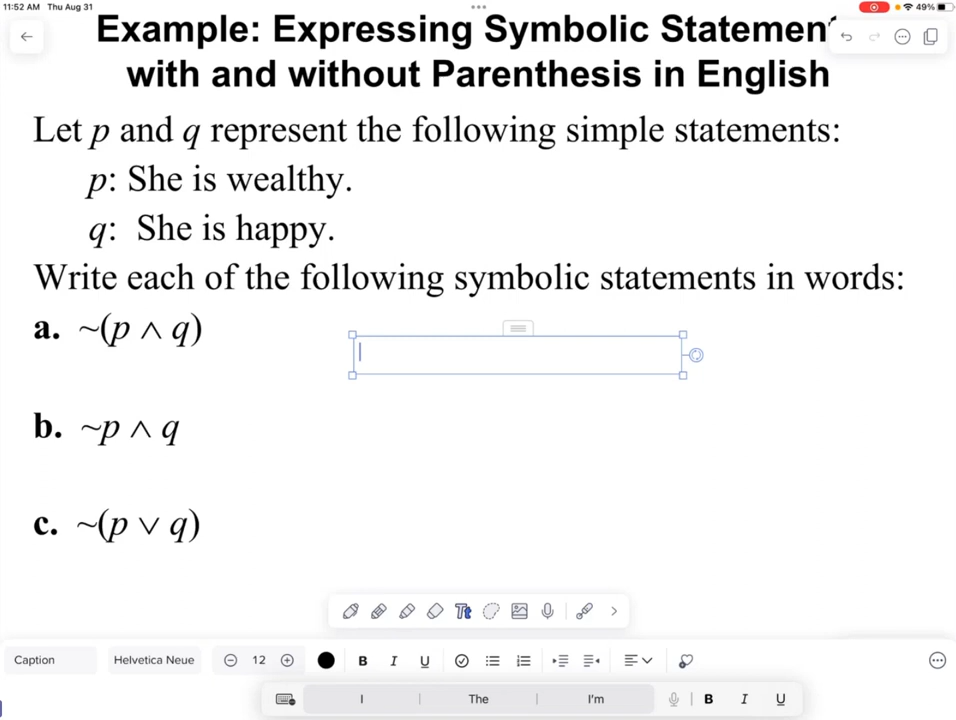 11:52 AM Thu Aug 31
49%
Example: Expressing Symbolic Statement
with and without Parenthesis in English
Let p and q represent the following simple statements:
p: She is wealthy.
q: She is happy.
Write each of the following symbolic statements in words:
a. ~(p ∧ q)
b. ~p ∧ q
c. ~(p ∨ q)
Tt
Caption Helvetica Neue 12 B I U
I The I'm B I U